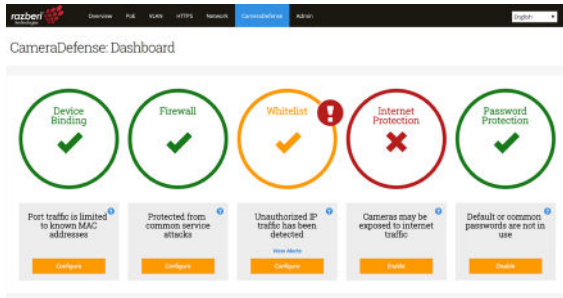 razberi
technologies
Overview PoE VLAN HTTPS Network CameraDefense Admin
English
CameraDefense: Dashboard
Device
Binding
Firewall
Whitelist
Internet
Protection
Password
Protection
Port traffic is limited
to known MAC
addresses
Protected from
common service
attacks
Unauthorized IP
traffic has been
detected
View Alerts
Cameras may be
exposed to internet
traffic
Default or common
passwords are not in
use
Configure
Configure
Configure
Enable
Disable